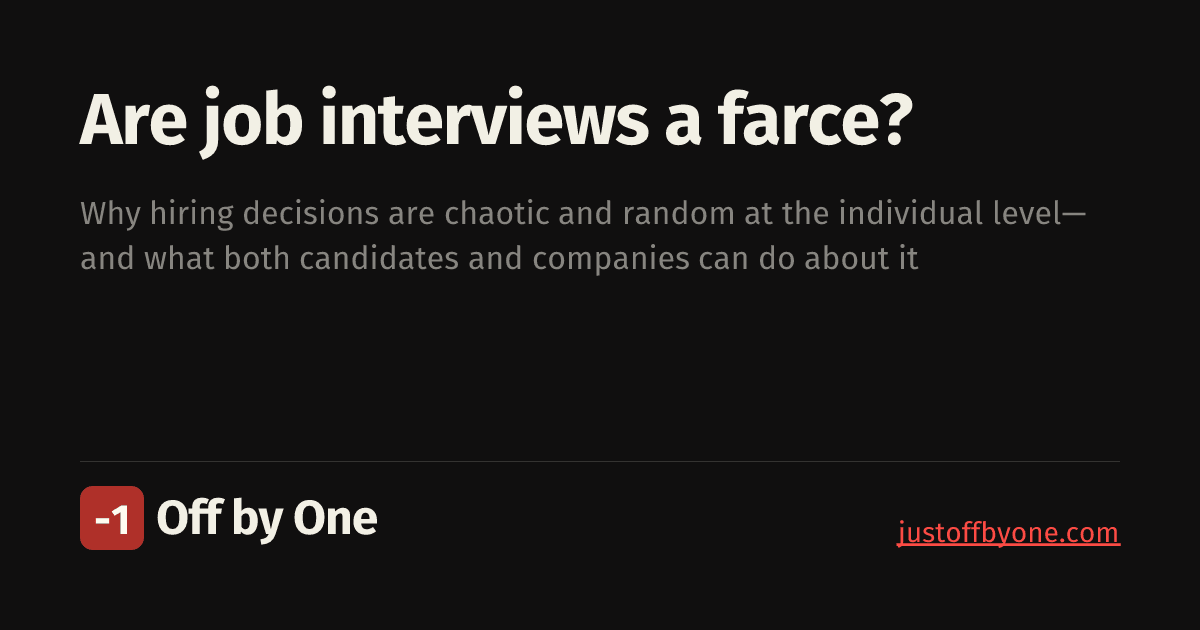 Are job interviews a farce?
Why hiring decisions are chaotic and random at the individual level—
and what both candidates and companies can do about it
-1 Off by One
justoffbyone.com